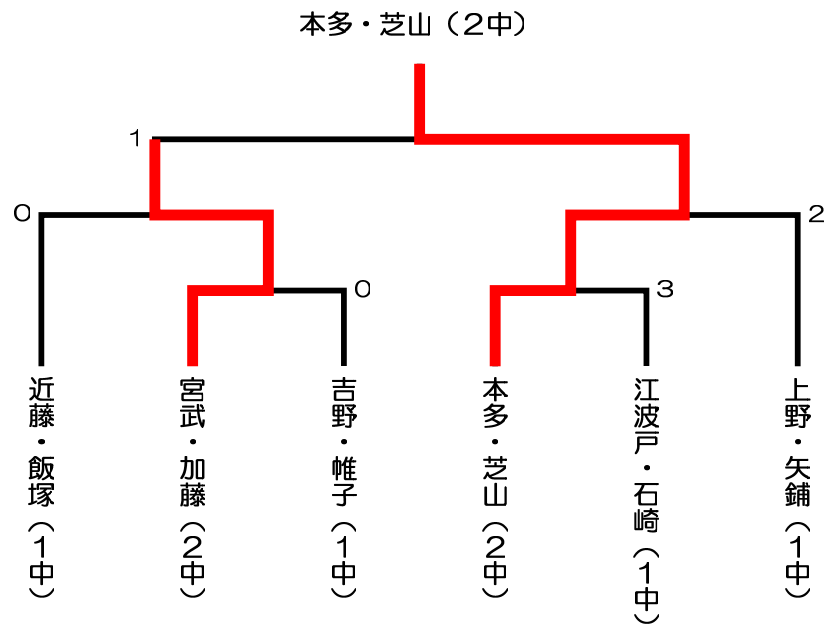 本多・芝山（２中）
1
0
2
0
3
近藤・飯塚（１中）
宮武・加藤（２中）
吉野・帷子（１中）
本多・芝山（２中）
江波戸・石崎（１中）
上野・矢鋪（１中）